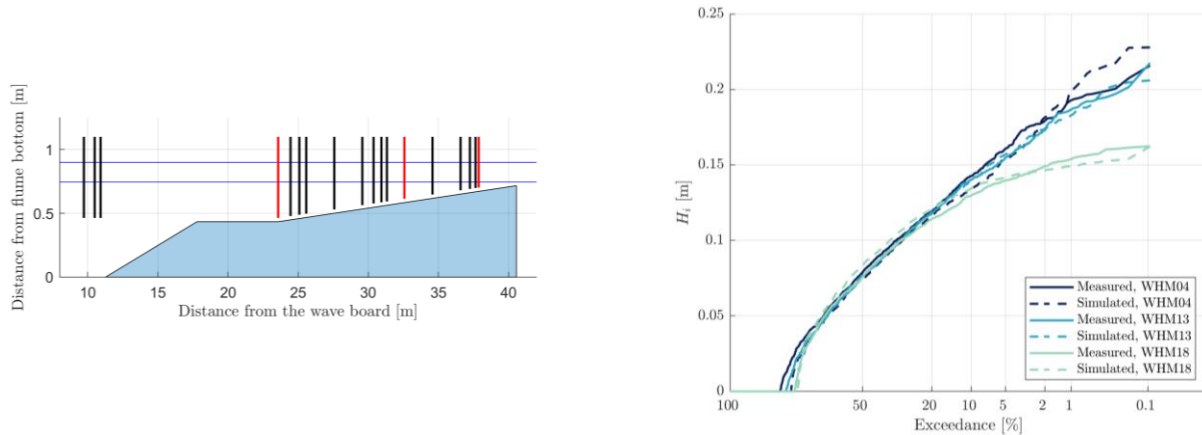 Distance from flume bottom [m]
1
0.5
0
10 15 20 25 30 35 40
Distance from the wave board [m]
0.25
0.2
0.15
0.1
0.05
0
H_i [m]
Measured, WHM04
Simulated, WHM04
Measured, WHM13
Simulated, WHM13
Measured, WHM18
Simulated, WHM18
100 50 20 10 5 2 1 0.1
Exceedance [%]